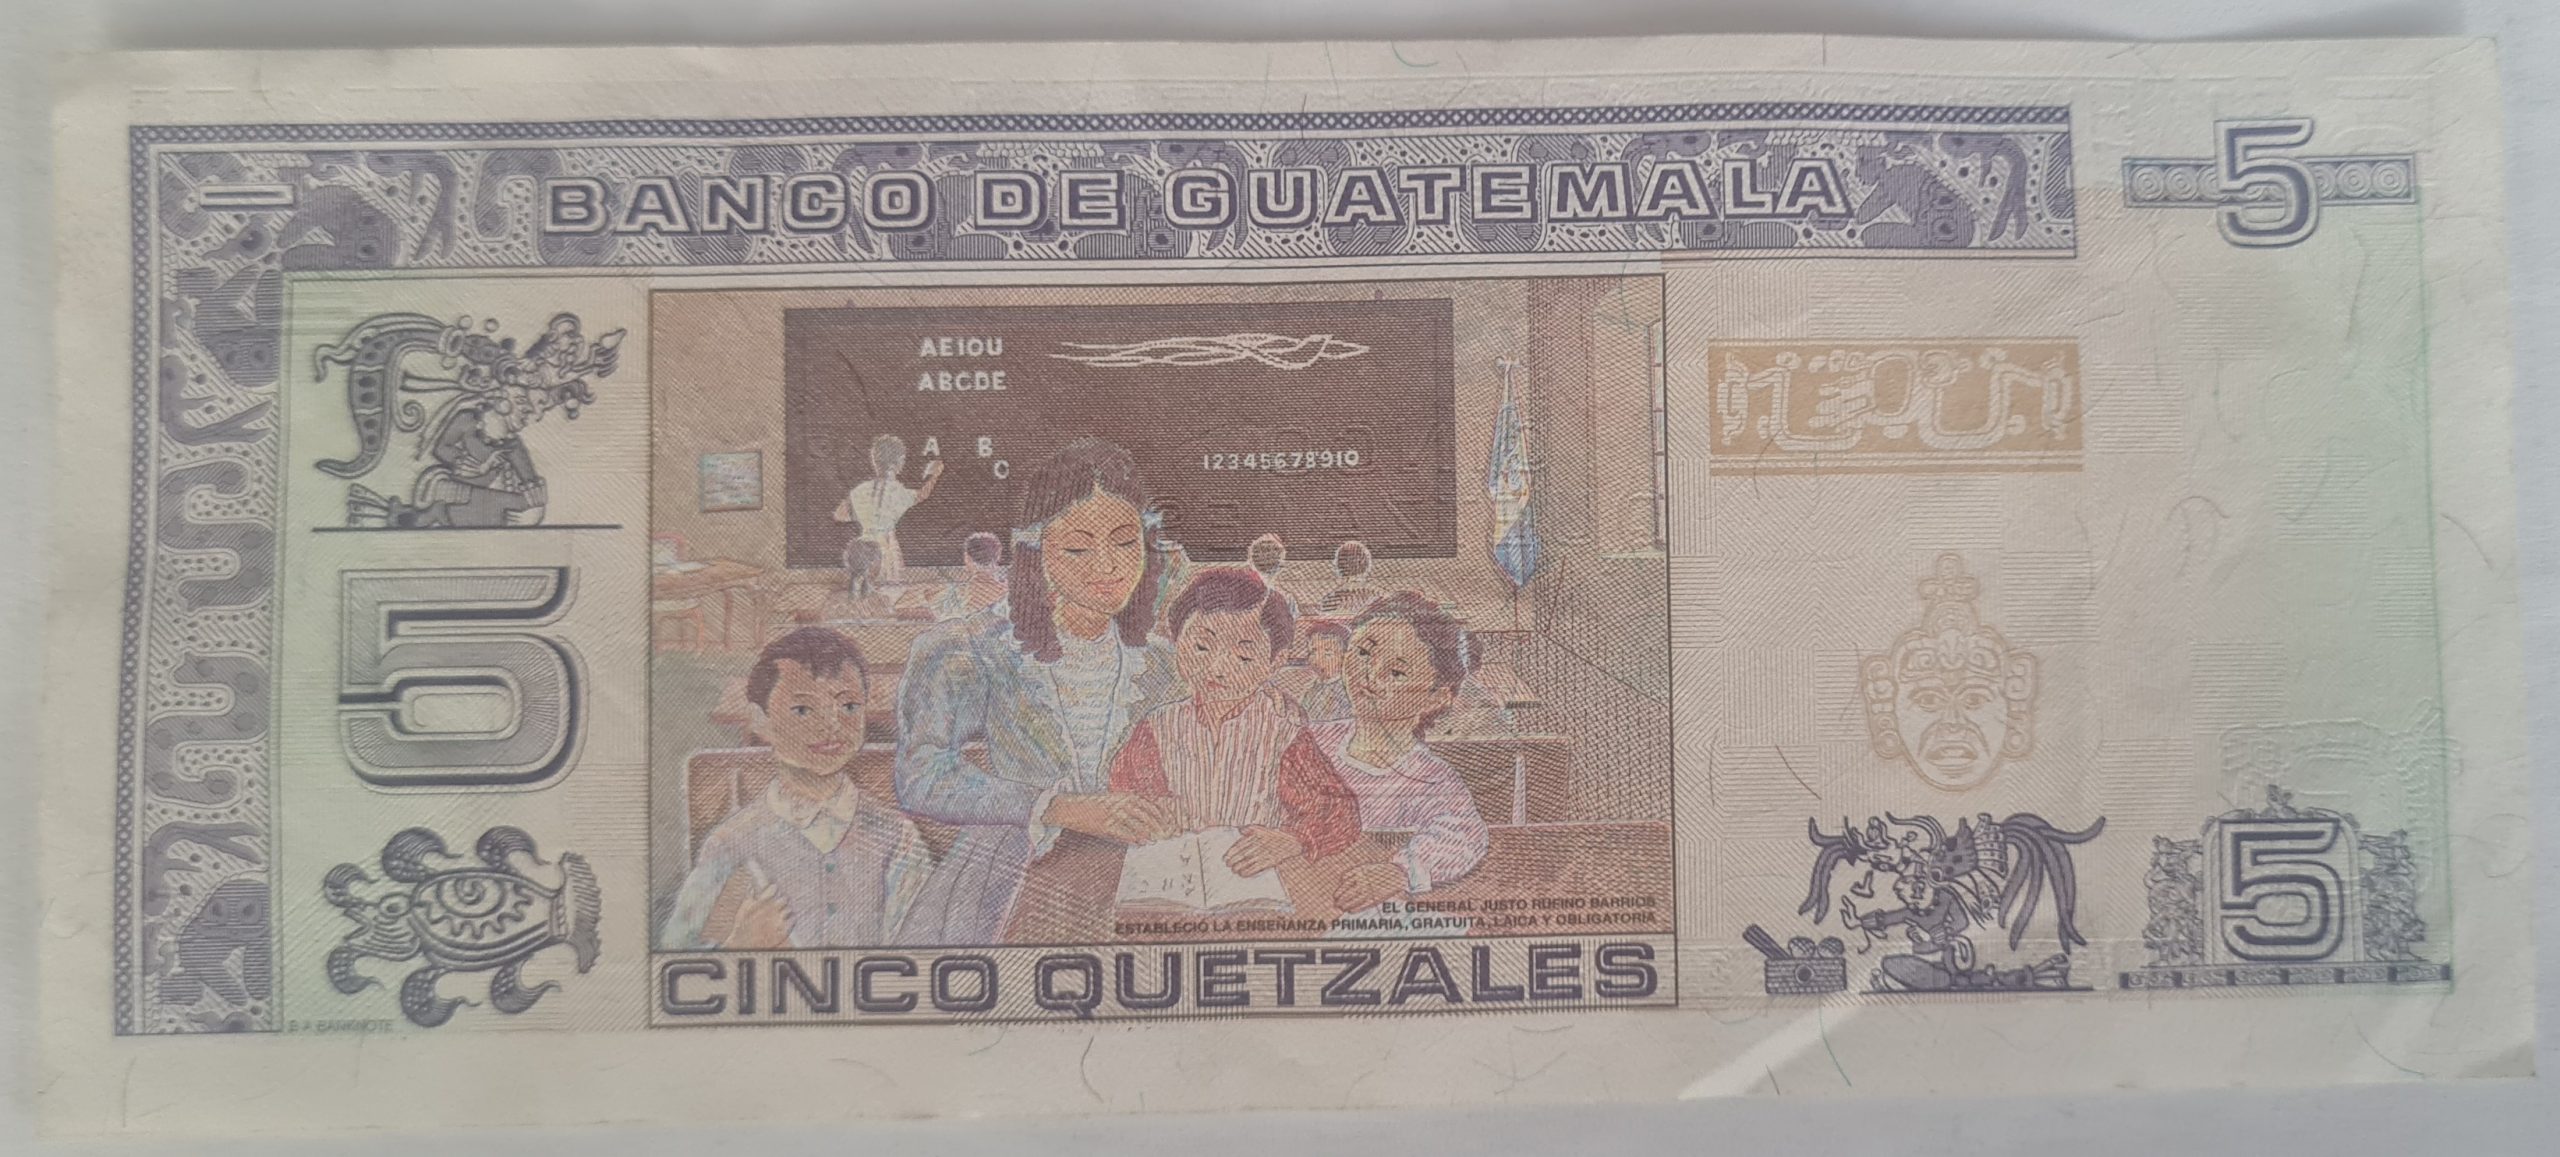 BANCO DE GUATEMALA
5
AEIOU
ABCDE
A B
A C
12345678910
5
EL GENERAL JUSTO RUFINO BARRIOS
ESTABLECIÓ LA ENSEÑANZA PRIMARIA, GRATUITA, LAICA Y OBLIGATORIA
5
CINCO QUETZALES
B A BANKNOTE